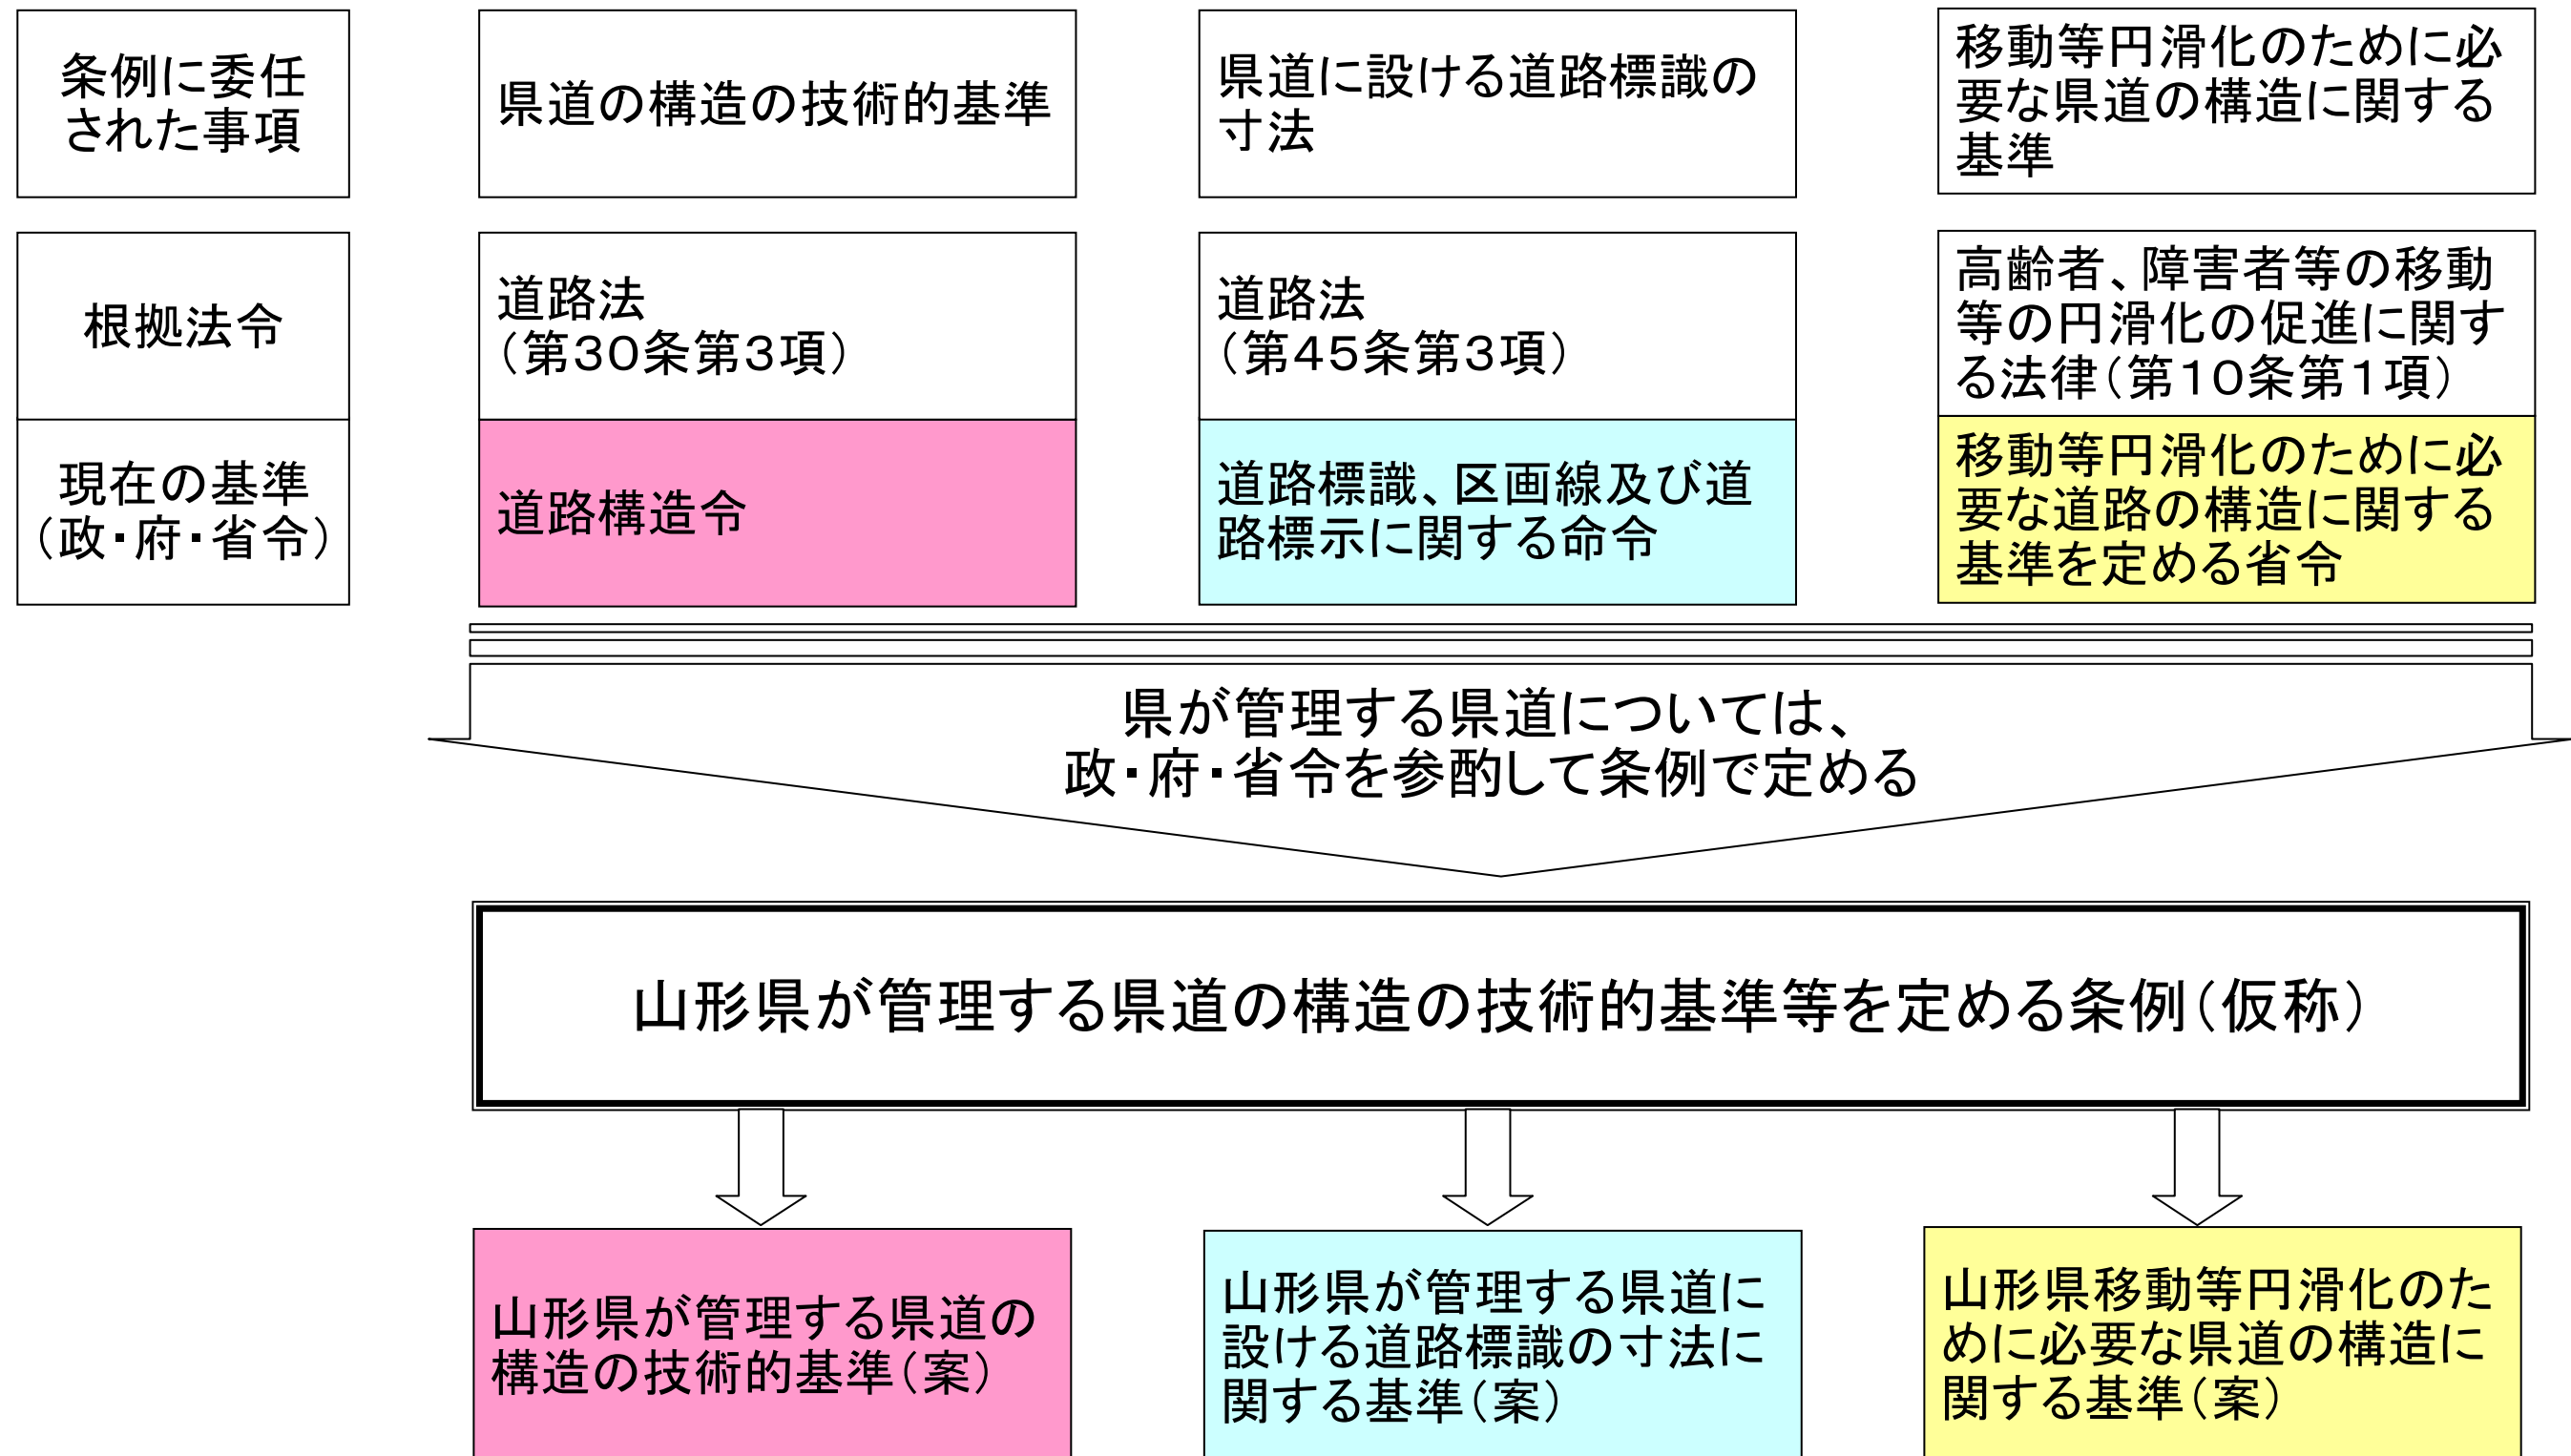 条例に委任
された事項
県道の構造の技術的基準
県道に設ける道路標識の
寸法
移動等円滑化のために必
要な県道の構造に関する
基準
根拠法令
道路法
（第３０条第３項）
道路法
（第４５条第３項）
高齢者、障害者等の移動
等の円滑化の促進に関す
る法律（第１０条第１項）
現在の基準
（政・府・省令）
道路構造令
道路標識、区画線及び道
路標示に関する命令
移動等円滑化のために必
要な道路の構造に関する
基準を定める省令
県が管理する県道については、
政・府・省令を参酌して条例で定める
山形県が管理する県道の構造の技術的基準等を定める条例（仮称）
山形県が管理する県道の
構造の技術的基準（案）
山形県が管理する県道に
設ける道路標識の寸法に
関する基準（案）
山形県移動等円滑化のた
めに必要な県道の構造に
関する基準（案）